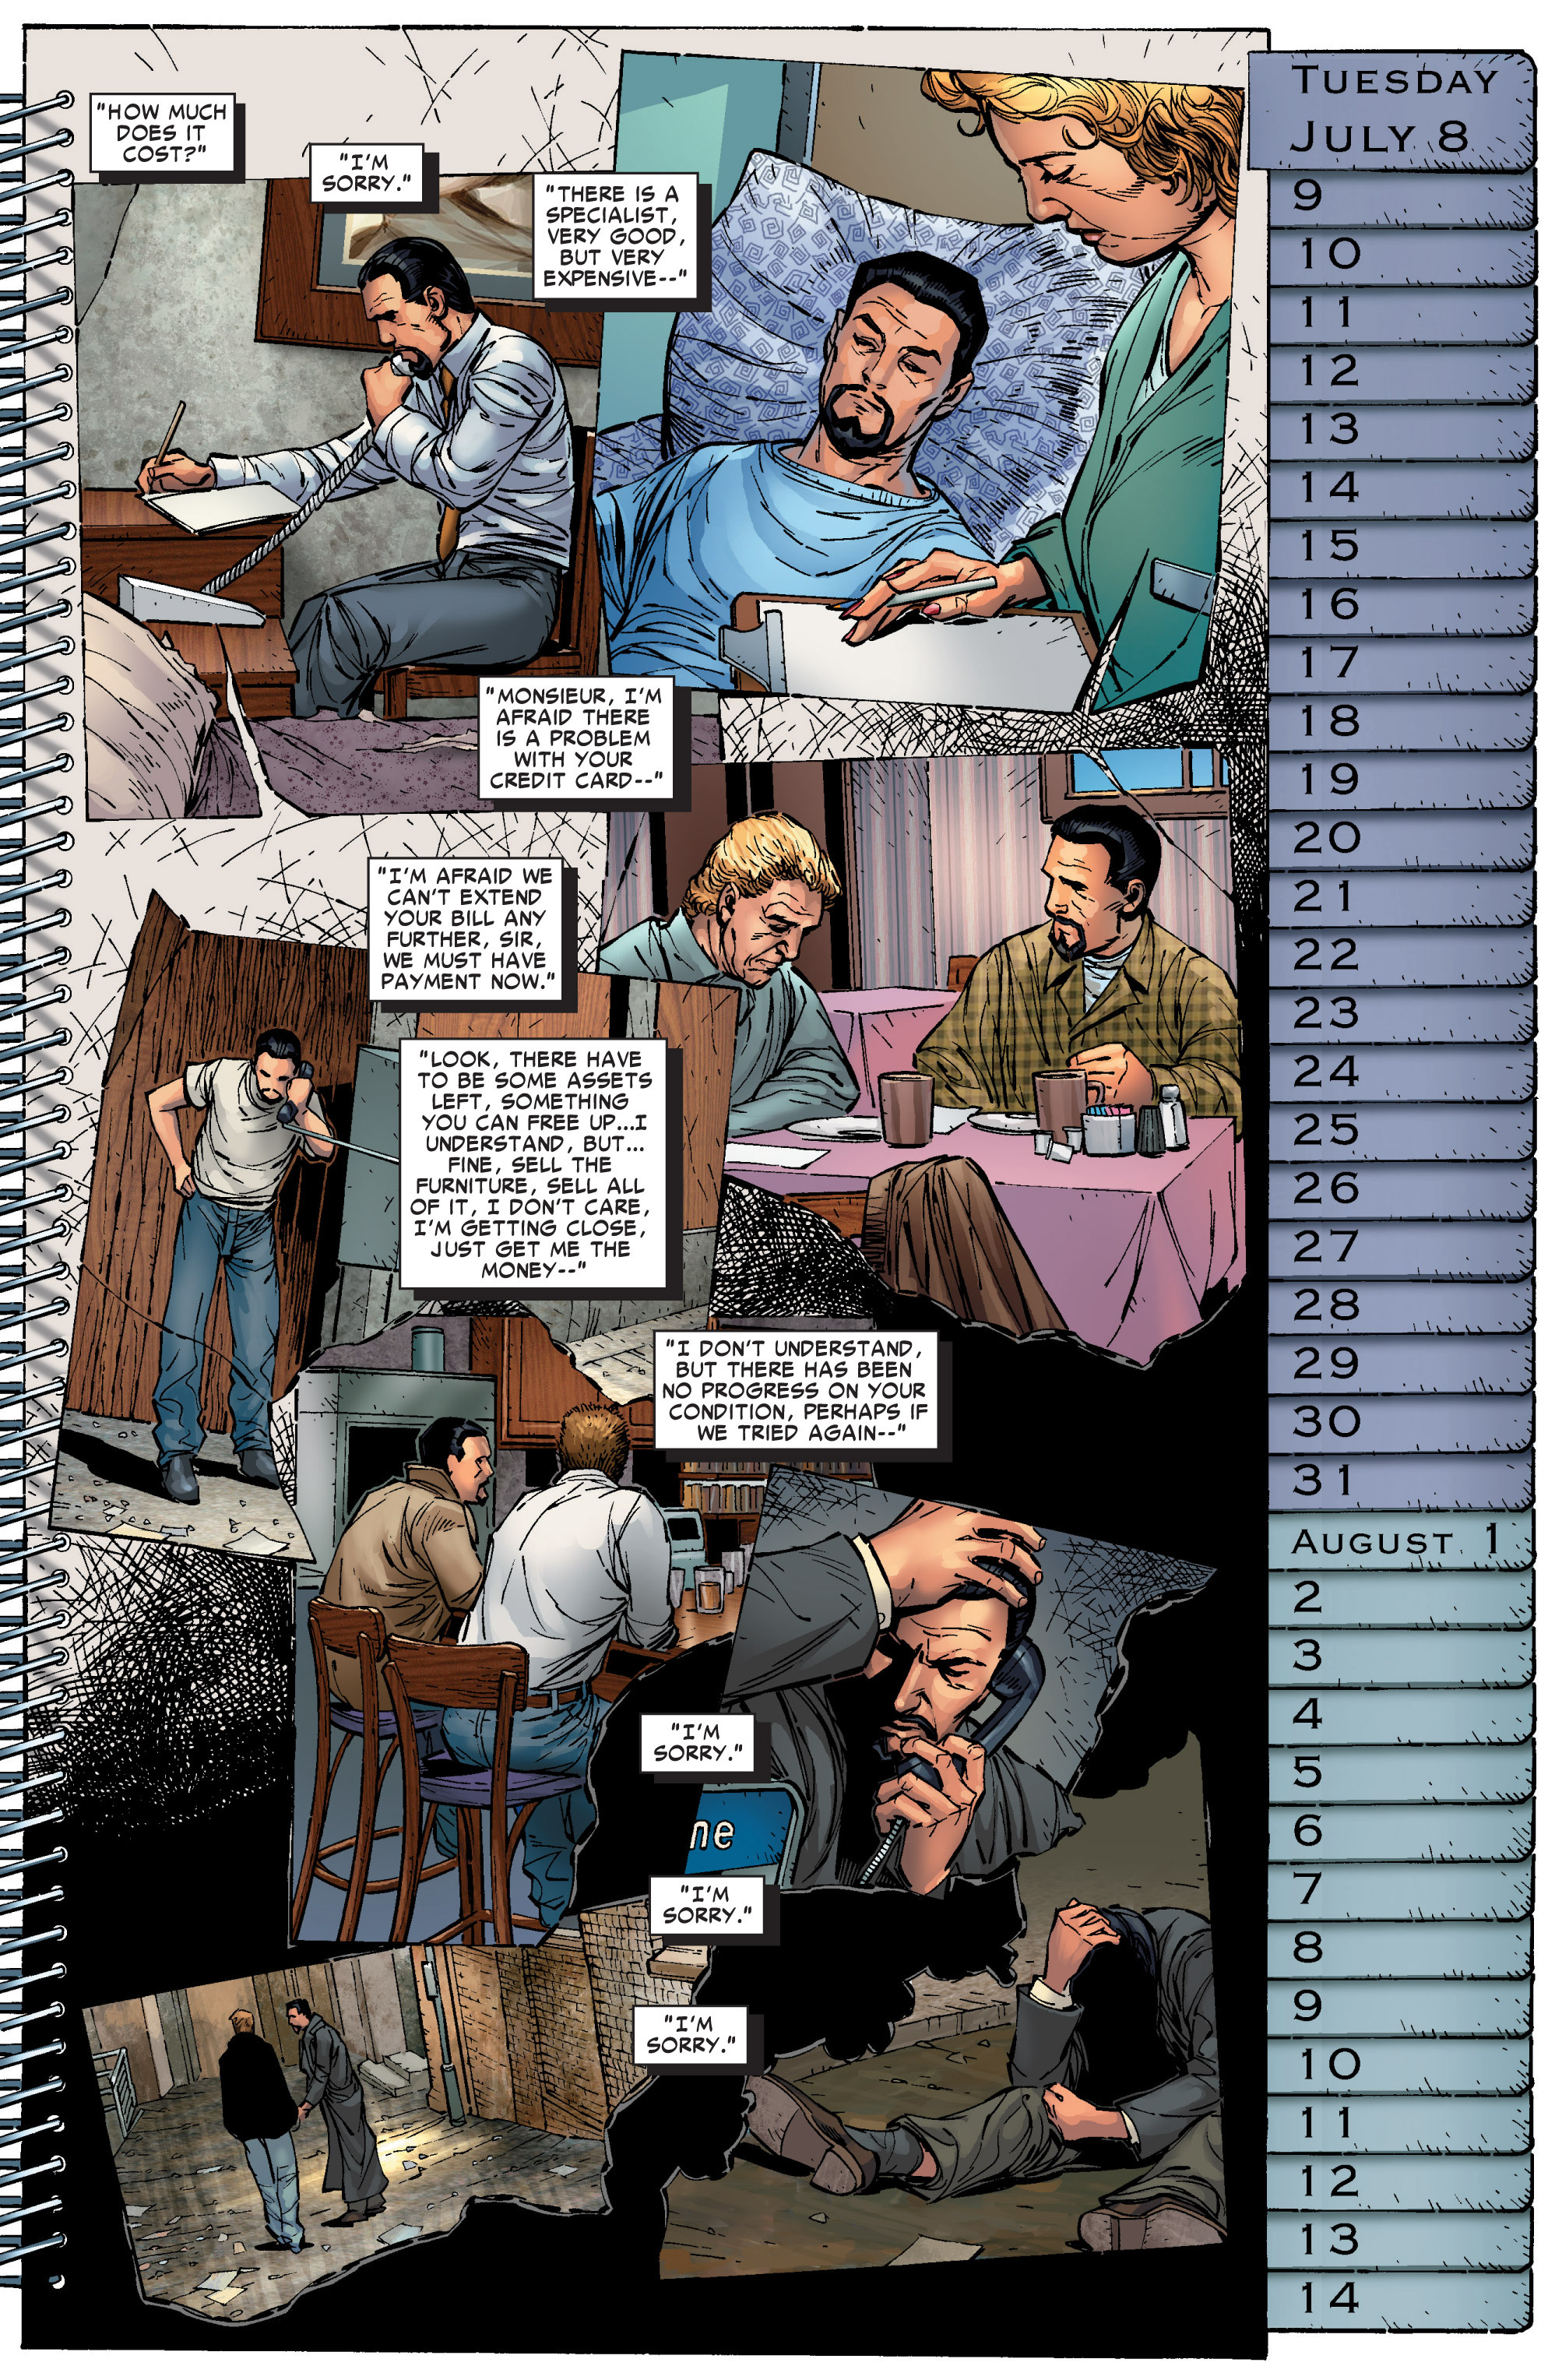 "HOW MUCH
DOES IT
COST?"
"I'M
SORRY."
"THERE IS A
SPECIALIST,
VERY GOOD,
BUT VERY
EXPENSIVE--"
"MONSIEUR, I'M
AFRAID THERE
IS A PROBLEM
WITH YOUR
CREDIT CARD--"
"I'M AFRAID WE
CAN'T EXTEND
YOUR BILL ANY
FURTHER, SIR,
WE MUST HAVE
PAYMENT NOW."
"LOOK, THERE HAVE
TO BE SOME ASSETS
LEFT, SOMETHING
YOU CAN FREE UP...I
UNDERSTAND, BUT...
FINE, SELL THE
FURNITURE, SELL ALL
OF IT, I DON'T CARE,
I'M GETTING CLOSE,
JUST GET ME THE
MONEY--"
"I DON'T UNDERSTAND,
BUT THERE HAS BEEN
NO PROGRESS ON YOUR
CONDITION, PERHAPS IF
WE TRIED AGAIN--"
"I'M
SORRY."
ne
"I'M
SORRY."
"I'M
SORRY."
TUESDAY
JULY 8
9
10
11
12
13
14
15
16
17
18
19
20
21
22
23
24
25
26
27
28
29
30
31
AUGUST 1
2
3
4
5
6
7
8
9
10
11
12
13
14